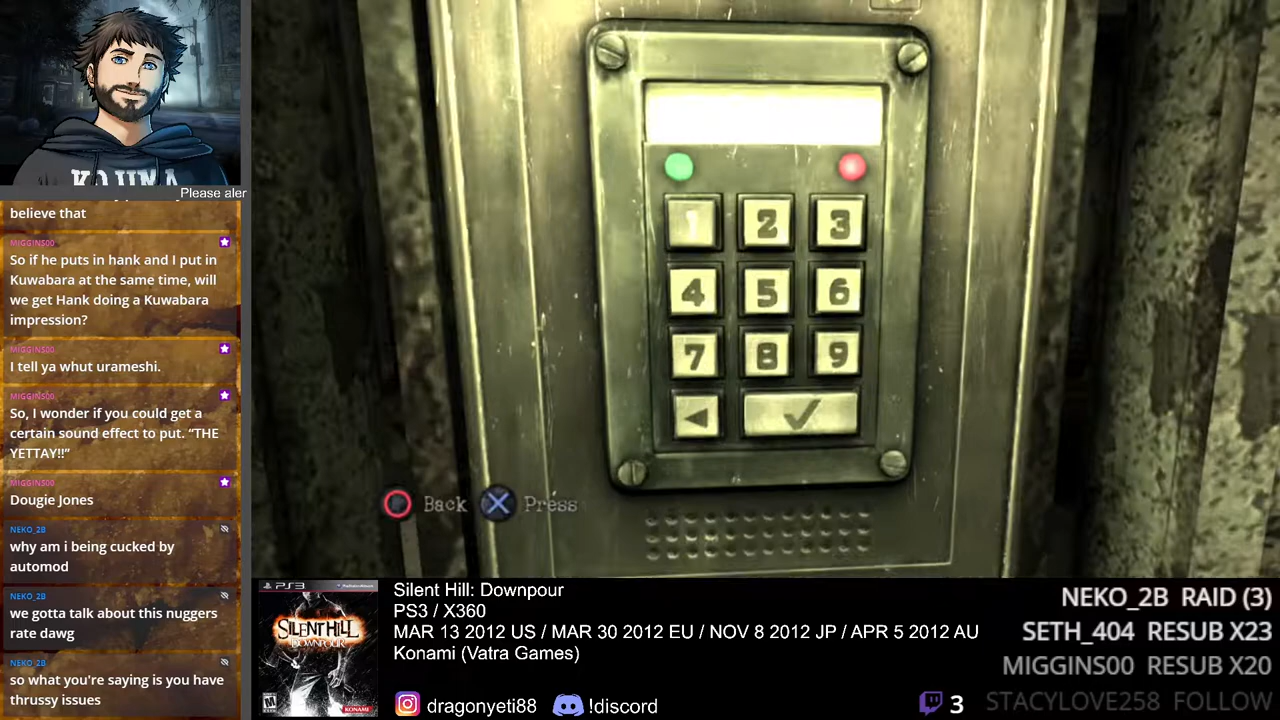 KOJIMA
Please aler
believe that
MIGGINS00
So if he puts in hank and I put in
Kuwabara at the same time, will
we get Hank doing a Kuwabara
impression?
MIGGINS00
I tell ya whut urameshi.
MIGGINS00
So, I wonder if you could get a
certain sound effect to put. “THE
YETTAY!!”
MIGGINS00
Dougie Jones
NEKO_2B
why am i being cucked by
automod
NEKO_2B
we gotta talk about this nuggers
rate dawg
NEKO_2B
so what you're saying is you have
thrussy issues
1 2 3
4 5 6
7 8 9
Back Press
PS3
SILENT HILL
DOWNPOUR
KONAMI
Silent Hill: Downpour
PS3 / X360
MAR 13 2012 US / MAR 30 2012 EU / NOV 8 2012 JP / APR 5 2012 AU
Konami (Vatra Games)
dragonyeti88 !discord
3
NEKO_2B RAID (3)
SETH_404 RESUB X23
MIGGINS00 RESUB X20
STACYLOVE258 FOLLOW